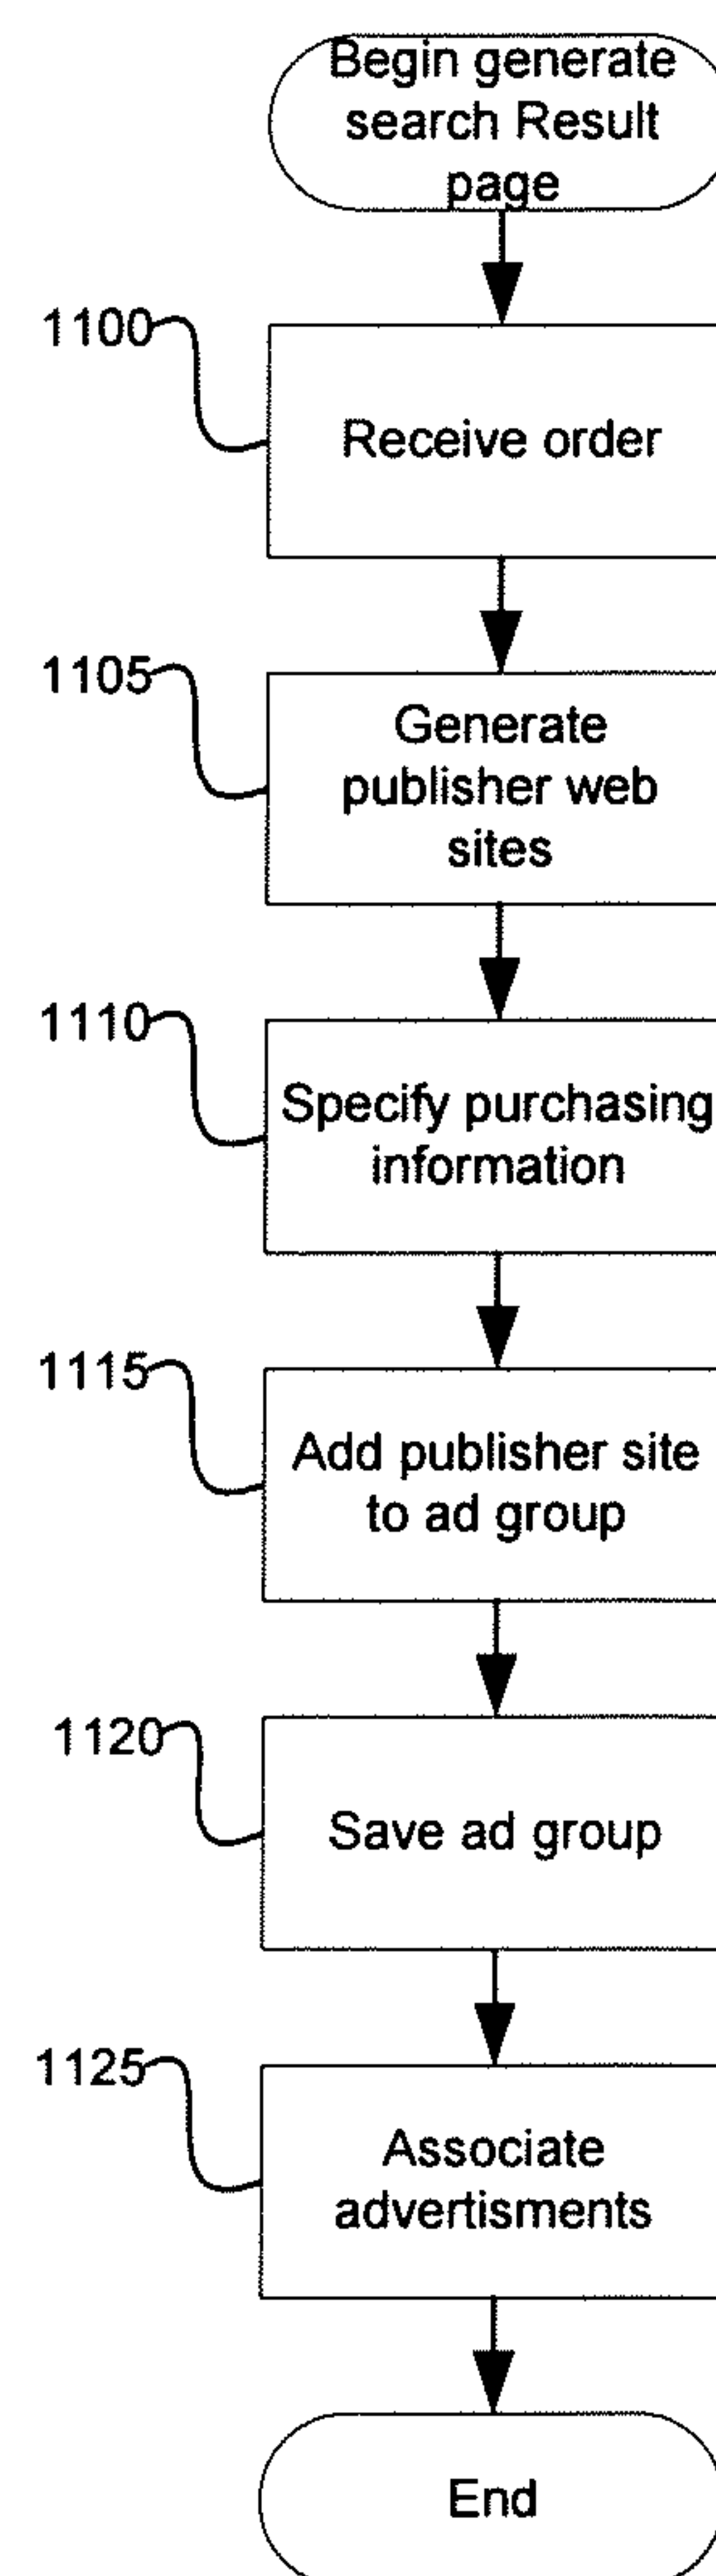 Begin generate
search Result
page
1100
Receive order
1105
Generate
publisher web
sites
1110
Specify purchasing
information
1115
Add publisher site
to ad group
1120
Save ad group
1125
Associate
advertisments
End